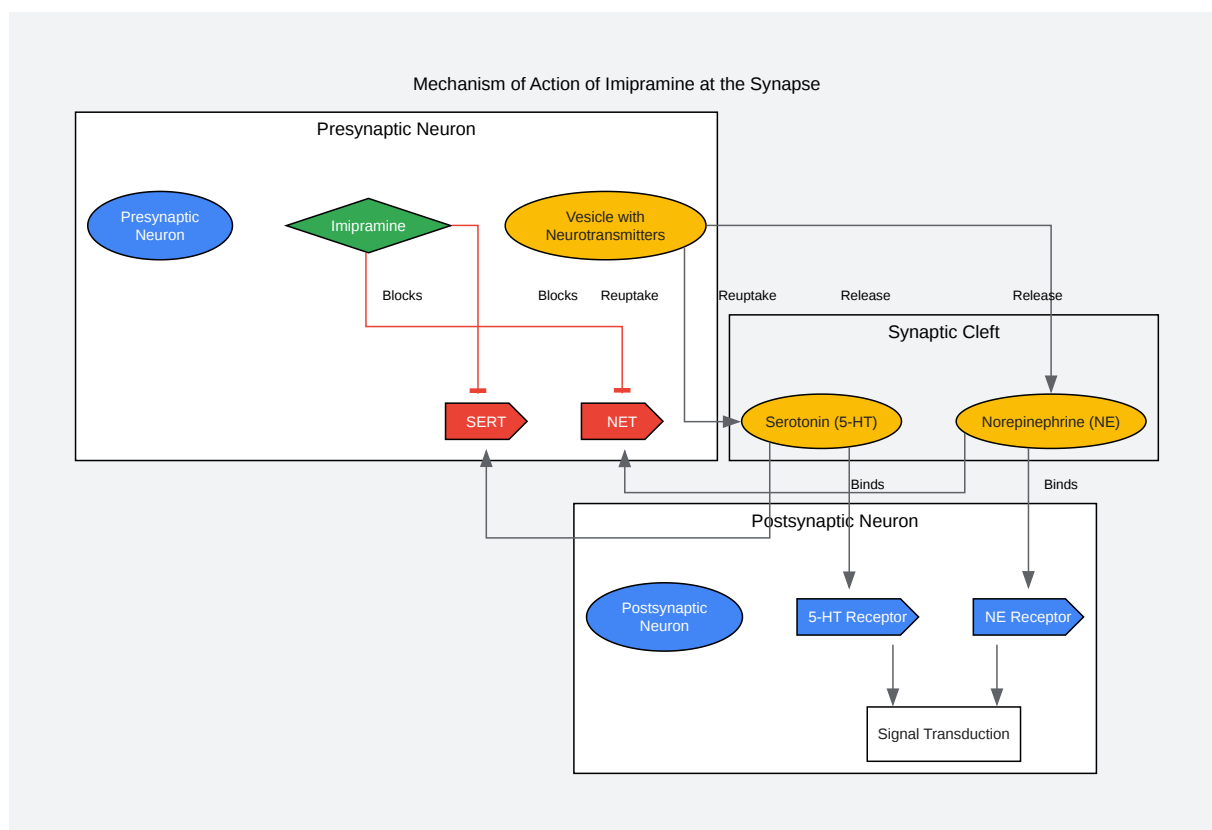 Mechanism of Action of Imipramine at the Synapse
Presynaptic Neuron
Presynaptic
Neuron
Imipramine
Vesicle with
Neurotransmitters
Blocks
Blocks
Reuptake
Reuptake
Release
Release
Synaptic Cleft
SERT
NET
Serotonin (5-HT)
Norepinephrine (NE)
Binds
Binds
Postsynaptic Neuron
Postsynaptic
Neuron
5-HT Receptor
NE Receptor
Signal Transduction